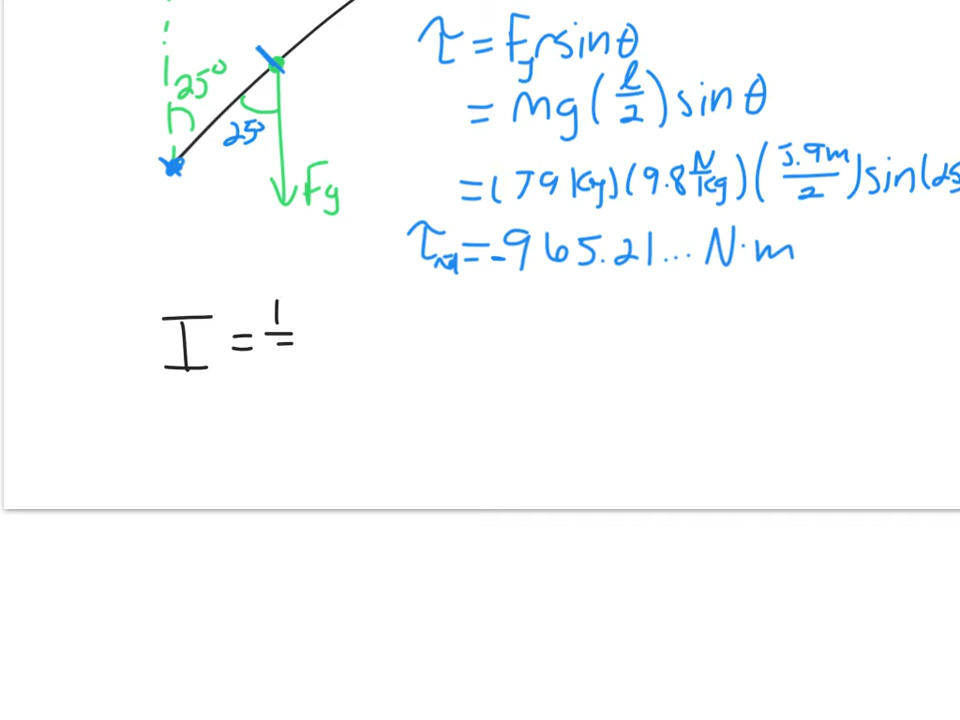 τ = Fg r sin θ
= mg (l/2) sin θ
25°
25°
= (79 kg)(9.8 N/kg)(5.9m/2) sin(25
Fg
τnet = -965.21... N·m
I = 1